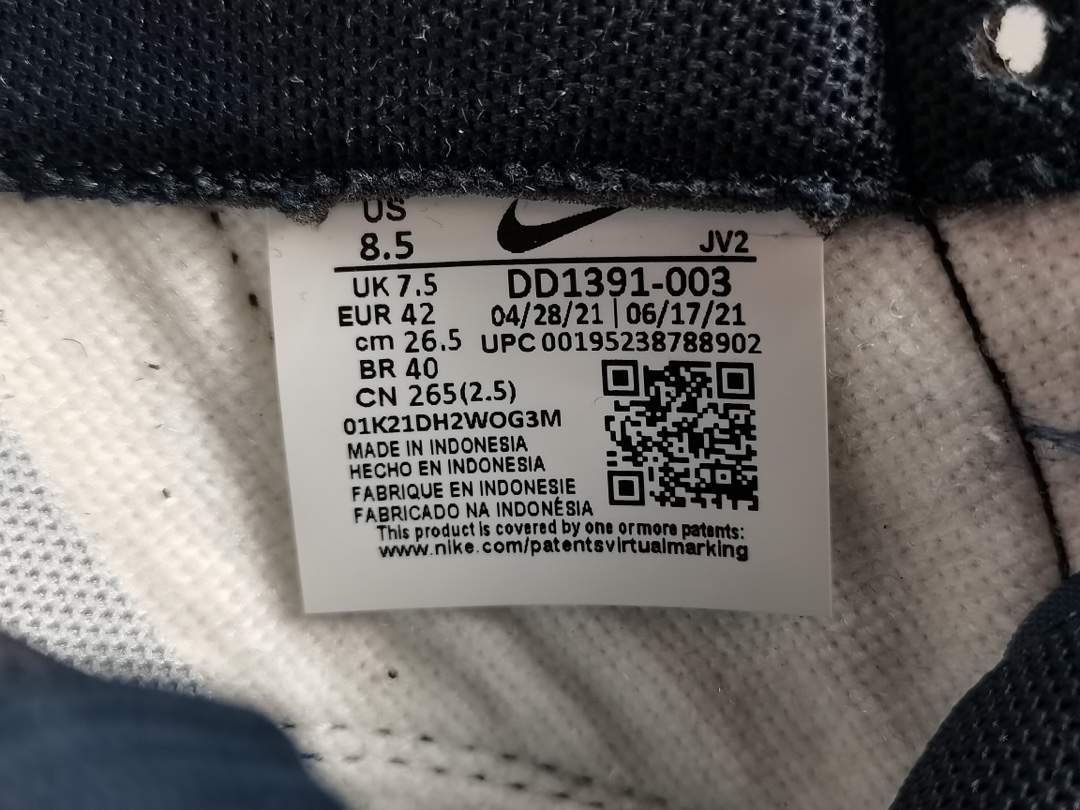 US
8.5 JV2
UK 7.5 DD1391-003
EUR 42 04/28/21 | 06/17/21
cm 26.5 UPC 00195238788902
BR 40
CN 265(2.5)
01K21DH2WOG3M
MADE IN INDONESIA
HECHO EN INDONESIA
FABRIQUE EN INDONESIE
FABRICADO NA INDONÉSIA
This product is covered by one or more patents:
www.nike.com/patentsvirtualmarking